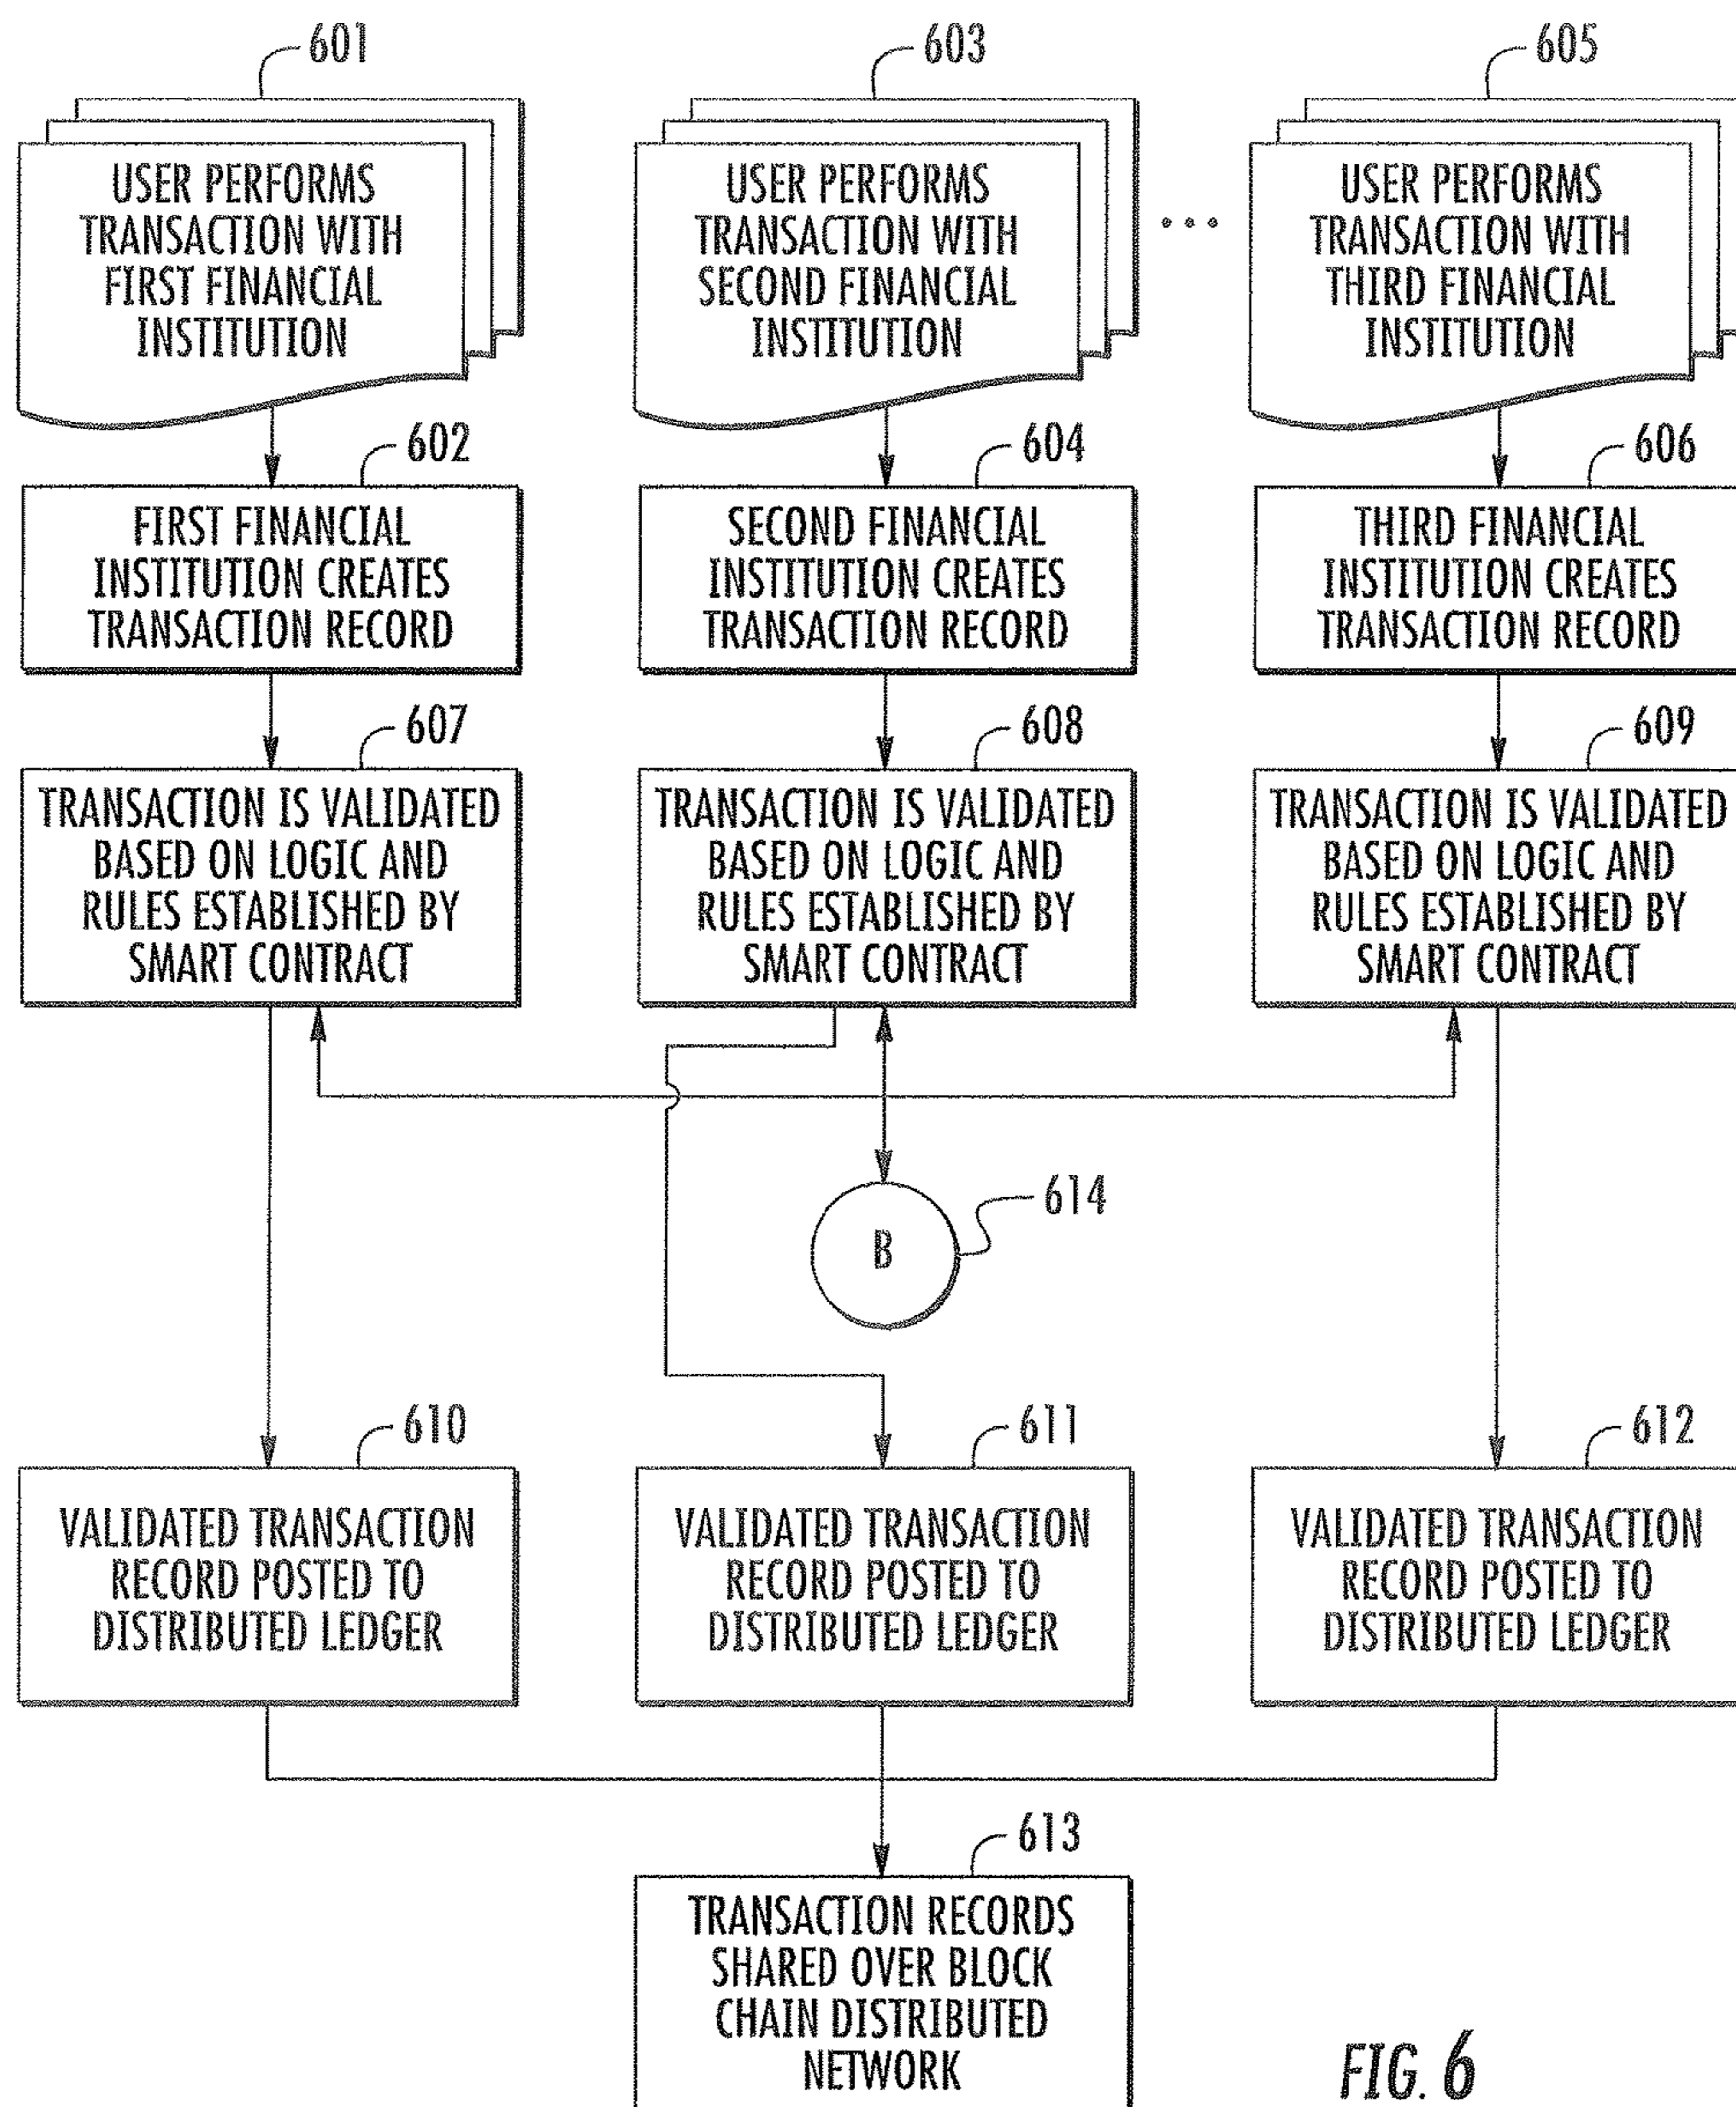 601
603
605
USER PERFORMS
TRANSACTION WITH
FIRST FINANCIAL
INSTITUTION
USER PERFORMS
TRANSACTION WITH
SECOND FINANCIAL
INSTITUTION
...
USER PERFORMS
TRANSACTION WITH
THIRD FINANCIAL
INSTITUTION
602
604
606
FIRST FINANCIAL
INSTITUTION CREATES
TRANSACTION RECORD
SECOND FINANCIAL
INSTITUTION CREATES
TRANSACTION RECORD
THIRD FINANCIAL
INSTITUTION CREATES
TRANSACTION RECORD
607
608
609
TRANSACTION IS VALIDATED
BASED ON LOGIC AND
RULES ESTABLISHED BY
SMART CONTRACT
TRANSACTION IS VALIDATED
BASED ON LOGIC AND
RULES ESTABLISHED BY
SMART CONTRACT
TRANSACTION IS VALIDATED
BASED ON LOGIC AND
RULES ESTABLISHED BY
SMART CONTRACT
614
B
610
611
612
VALIDATED TRANSACTION
RECORD POSTED TO
DISTRIBUTED LEDGER
VALIDATED TRANSACTION
RECORD POSTED TO
DISTRIBUTED LEDGER
VALIDATED TRANSACTION
RECORD POSTED TO
DISTRIBUTED LEDGER
613
TRANSACTION RECORDS
SHARED OVER BLOCK
CHAIN DISTRIBUTED
NETWORK
FIG. 6